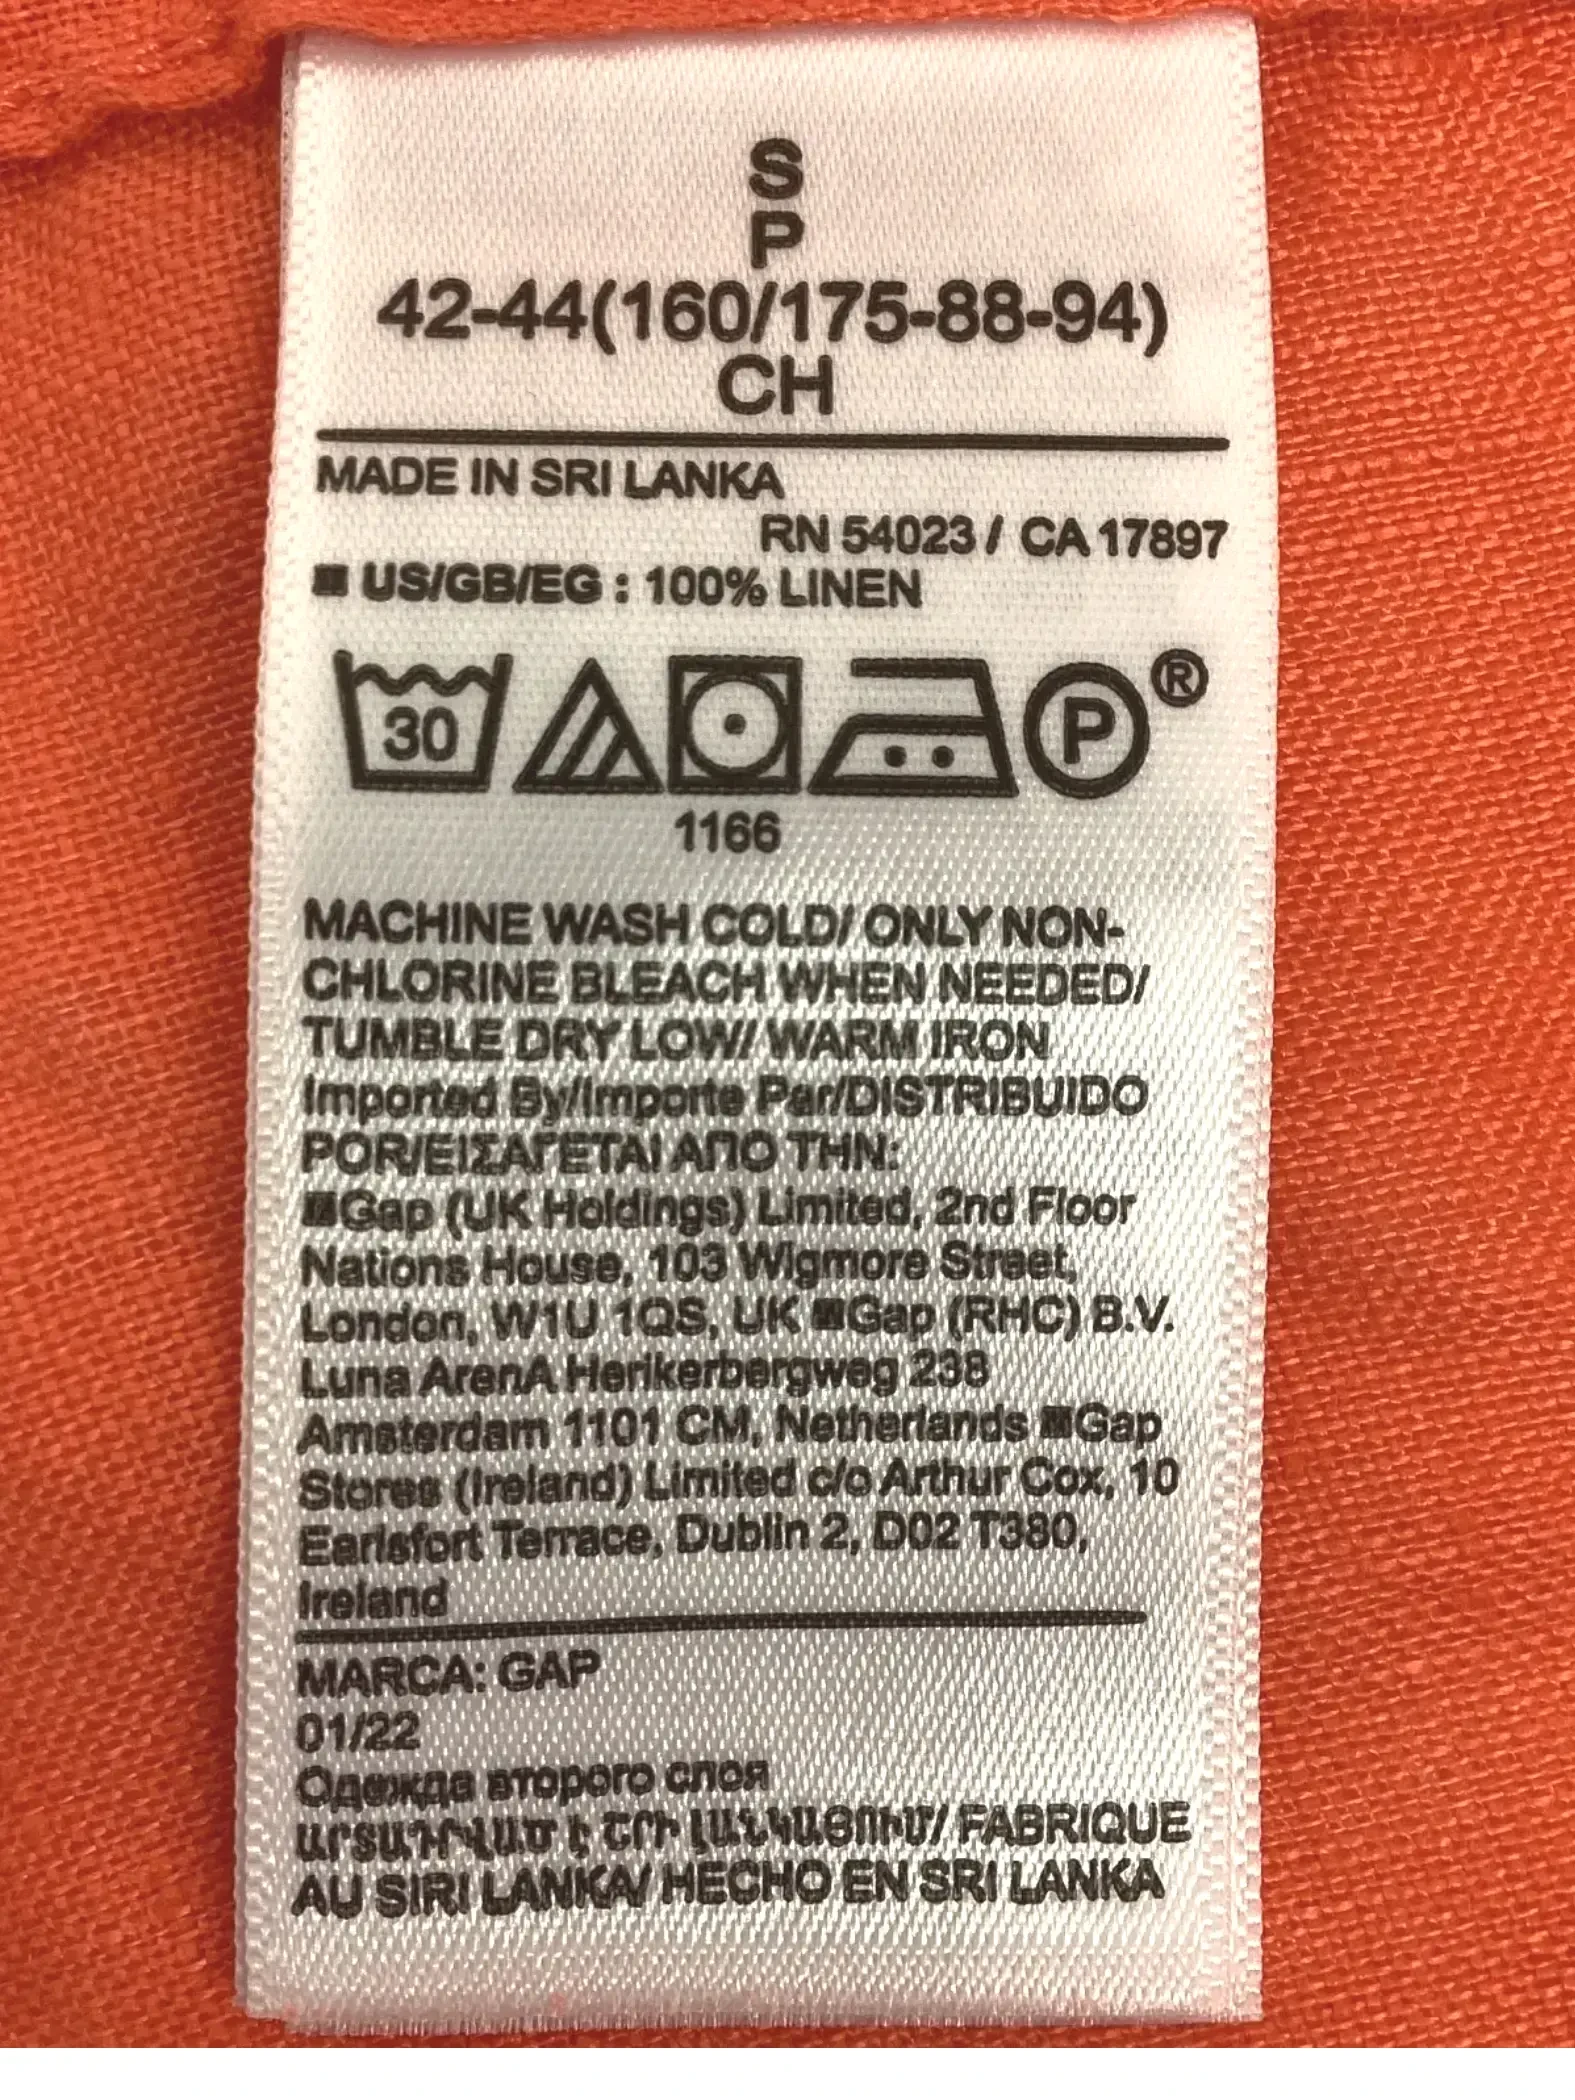 S
P
42-44(160/175-88-94)
CH
MADE IN SRI LANKA
RN 54023 / CA 17897
■ US/GB/EG : 100% LINEN
30
P
®
1166
MACHINE WASH COLD/ ONLY NON-
CHLORINE BLEACH WHEN NEEDED/
TUMBLE DRY LOW/ WARM IRON
Imported By/Importe Par/DISTRIBUIDO
POR/ΕΙΣΑΓΕΤΑΙ ΑΠΟ ΤΗΝ:
■Gap (UK Holdings) Limited, 2nd Floor
Nations House, 103 Wigmore Street,
London, W1U 1QS, UK ■Gap (RHC) B.V.
Luna ArenA Herikerbergweg 238
Amsterdam 1101 CM, Netherlands ■Gap
Stores (Ireland) Limited c/o Arthur Cox, 10
Earlsfort Terrace, Dublin 2, D02 T380,
Ireland
MARCA: GAP
01/22
Одежда второго слоя
ԱՐՏԱԴՐՎԱԾ Է ՇՐԻ ԼԱՆԿԱՅՈՒՄ/ FABRIQUE
AU SIRI LANKA/ HECHO EN SRI LANKA